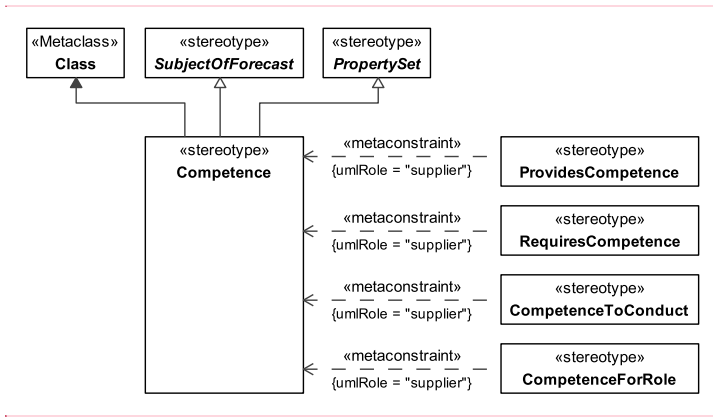 «Metaclass»
Class
«stereotype»
SubjectOfForecast
«stereotype»
PropertySet
«stereotype»
Competence
«metaconstraint»
{umlRole = "supplier"}
«stereotype»
ProvidesCompetence
«metaconstraint»
{umlRole = "supplier"}
«stereotype»
RequiresCompetence
«metaconstraint»
{umlRole = "supplier"}
«stereotype»
CompetenceToConduct
«metaconstraint»
{umlRole = "supplier"}
«stereotype»
CompetenceForRole